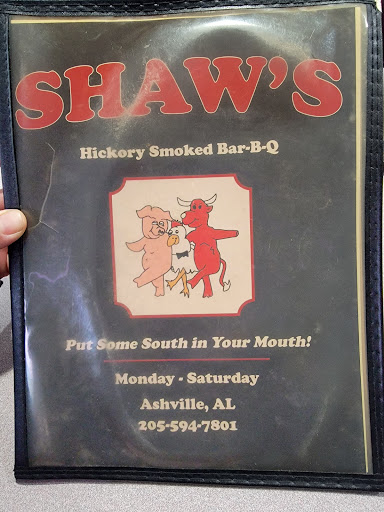 SHAW'S
Hickory Smoked Bar-B-Q
Put Some South in Your Mouth!
Monday - Saturday
Ashville, AL
205-594-7801